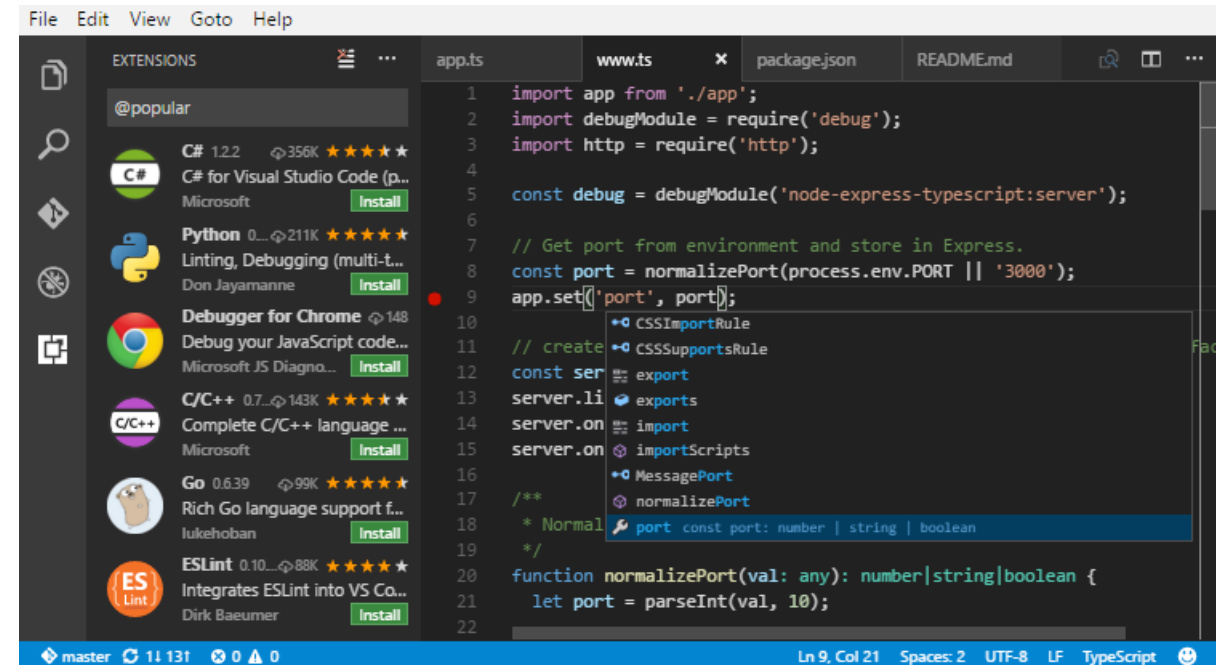 File Edit View Goto Help
EXTENSIONS
@popular
C# 1.2.2 356K
C# for Visual Studio Code (p...
Microsoft Install
Python 0.... 211K
Linting, Debugging (multi-t...
Don Jayamanne Install
Debugger for Chrome 148
Debug your JavaScript code...
Microsoft JS Diagno... Install
C/C++ 0.7... 143K
Complete C/C++ language ...
Microsoft Install
Go 0.6.39 99K
Rich Go language support f...
lukehoban Install
ESLint 0.10.... 88K
Integrates ESLint into VS Co...
Dirk Baeumer Install
C#
C/C++
ES
Lint
app.ts www.ts package.json README.md
1 import app from './app';
2 import debugModule = require('debug');
3 import http = require('http');
4
5 const debug = debugModule('node-express-typescript:server');
6
7 // Get port from environment and store in Express.
8 const port = normalizePort(process.env.PORT || '3000');
9 app.set('port', port);
10
11 // create
12 const ser
13 server.li
14 server.on
15 server.on
16
17 /**
18 * Normal
19 */
20 function normalizePort(val: any): number|string|boolean {
21 let port = parseInt(val, 10);
22
CSSImportRule
CSSSupportsRule
export
exports
import
importScripts
MessagePort
normalizePort
port const port: number | string | boolean
master 1↓ 13↑ 0 0 Ln 9, Col 21 Spaces: 2 UTF-8 LF TypeScript